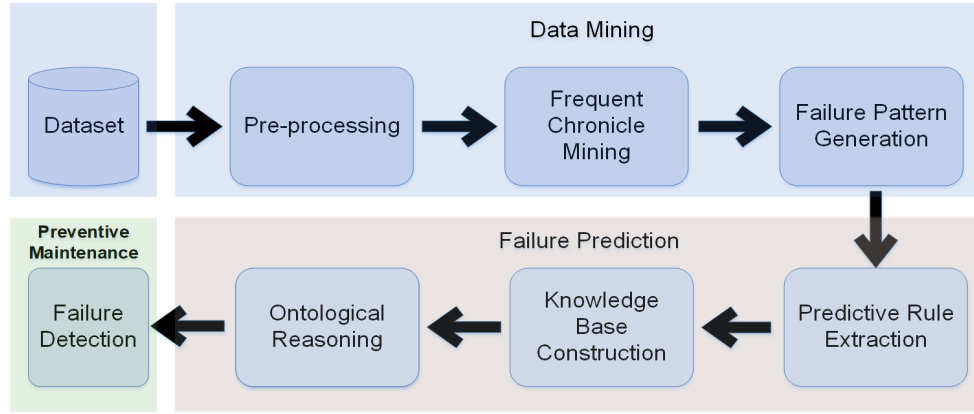 Data Mining
Dataset
Pre-processing
Frequent
Chronicle
Mining
Failure Pattern
Generation
Preventive
Maintenance
Failure Prediction
Failure
Detection
Ontological
Reasoning
Knowledge
Base
Construction
Predictive Rule
Extraction